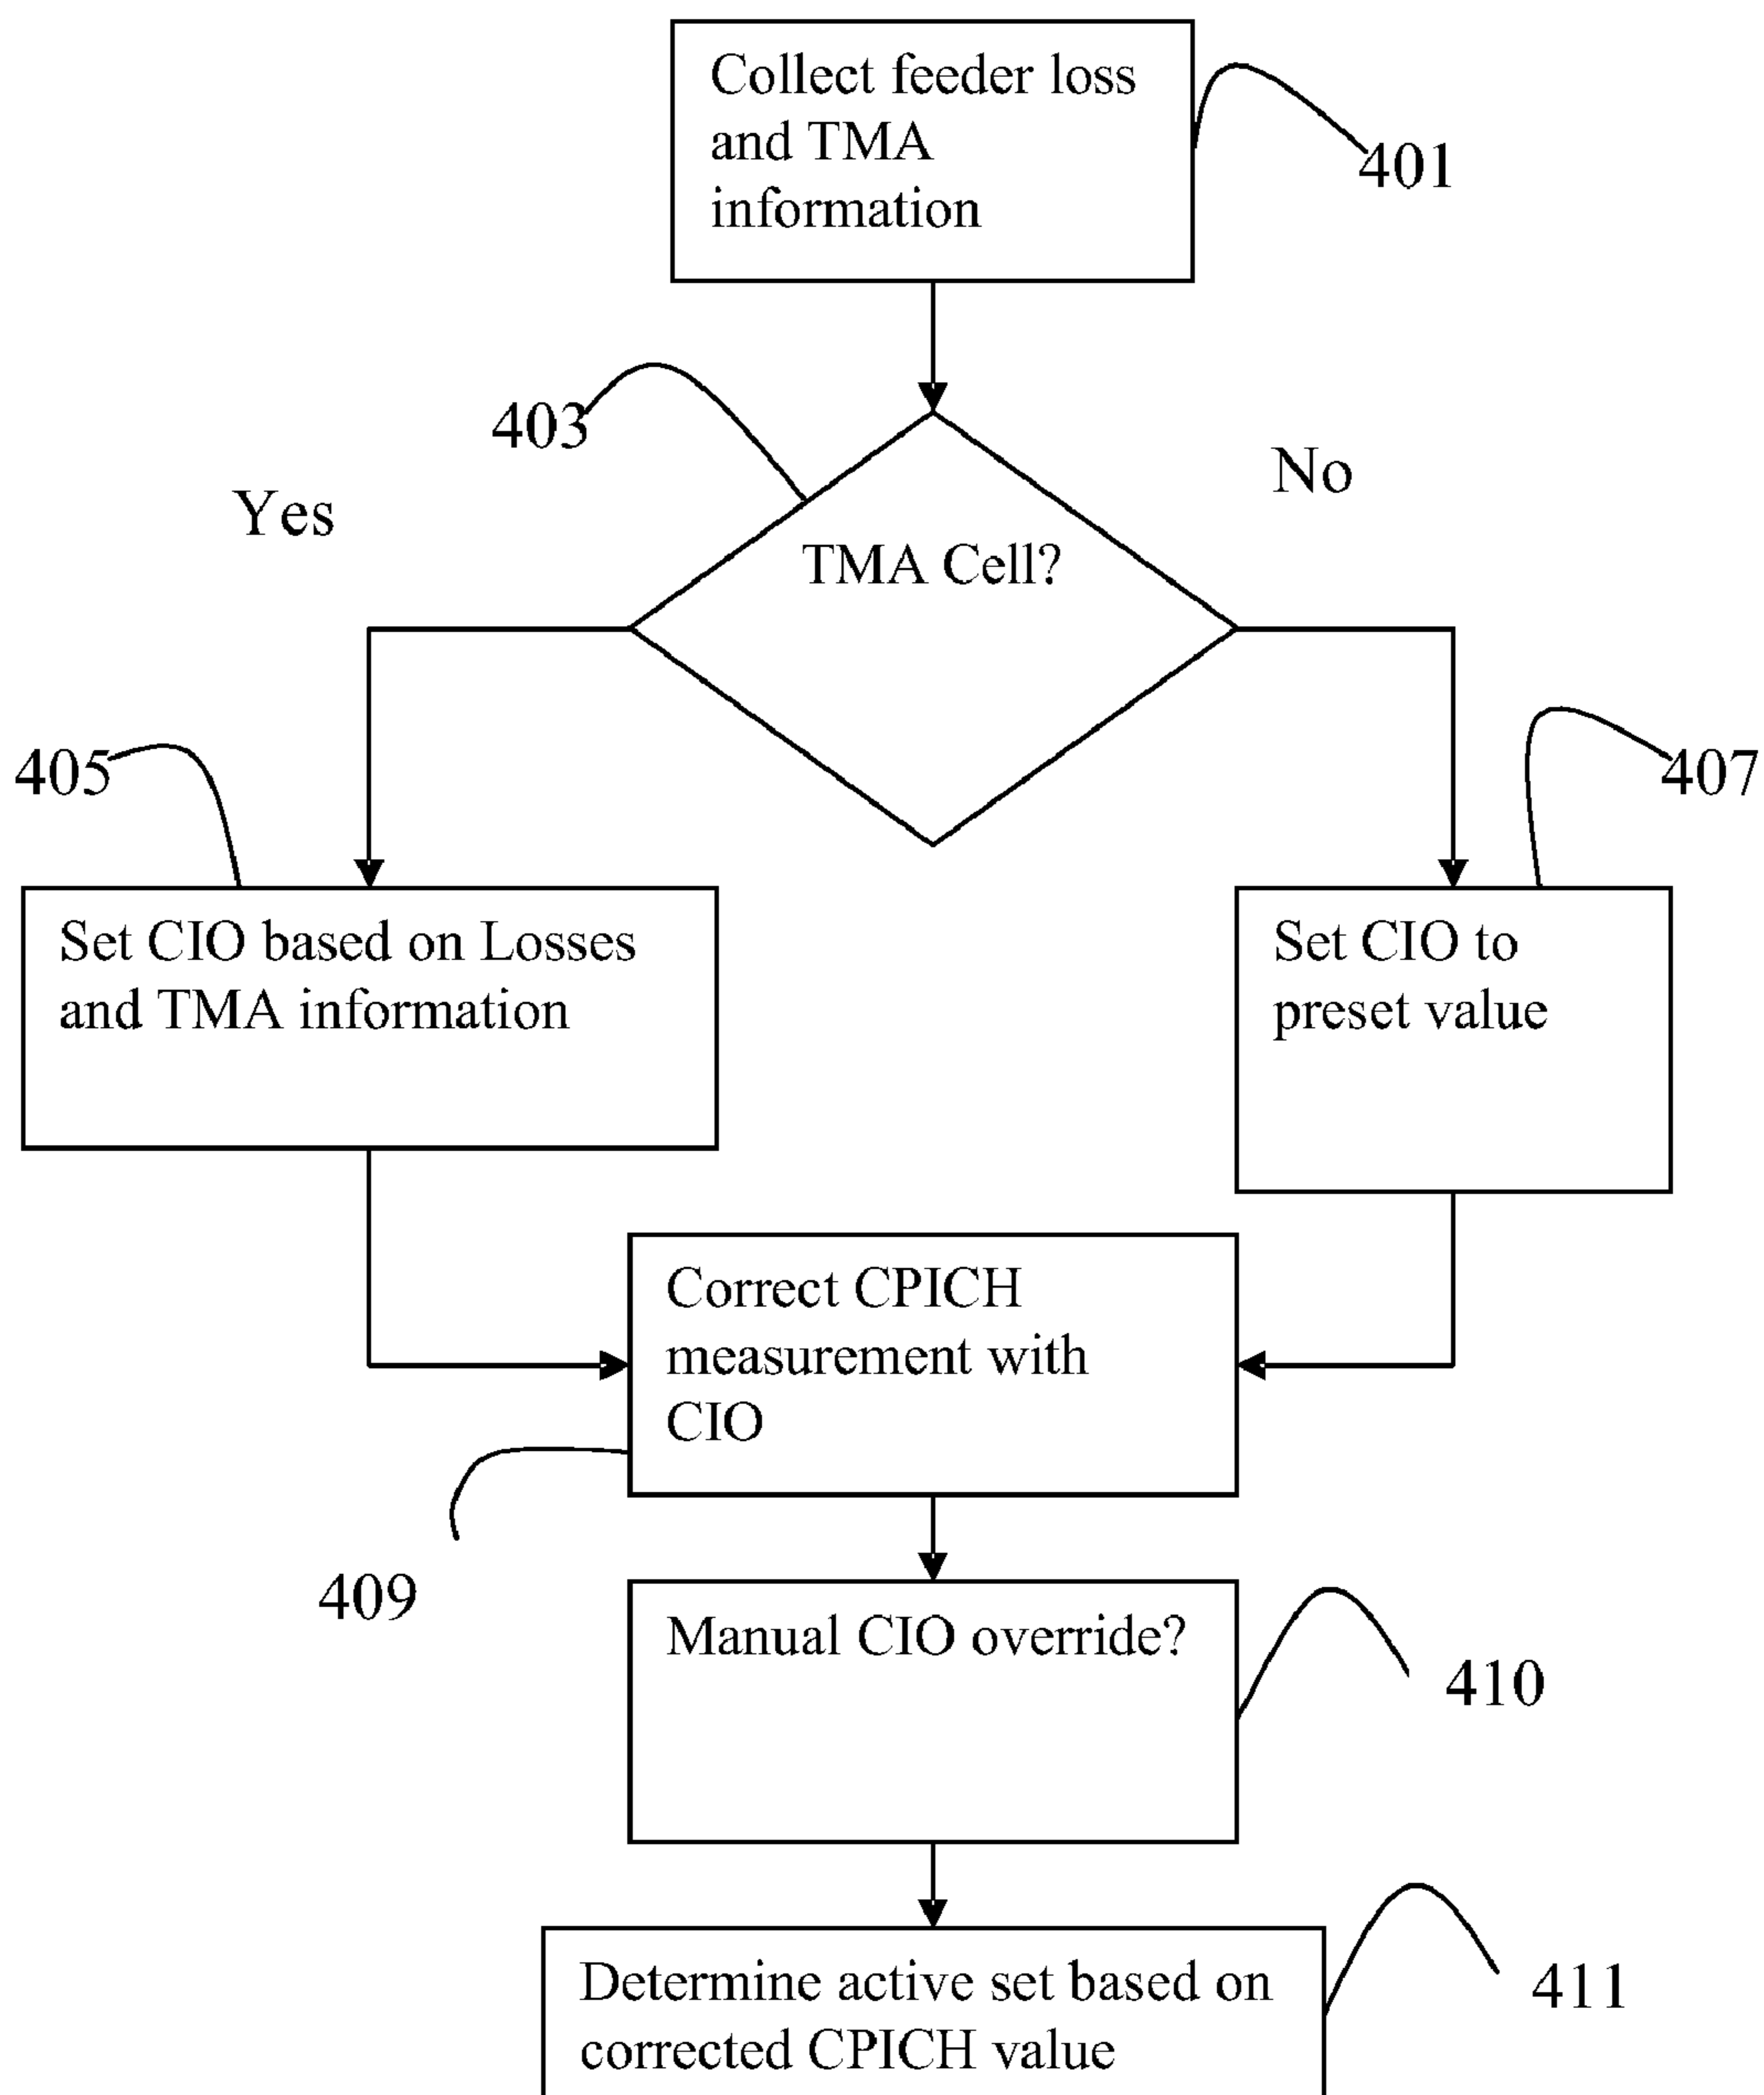 Collect feeder loss
and TMA
information
401
403
Yes
No
TMA Cell?
405
407
Set CIO based on Losses
and TMA information
Set CIO to
preset value
Correct CPICH
measurement with
CIO
409
Manual CIO override?
410
Determine active set based on
corrected CPICH value
411